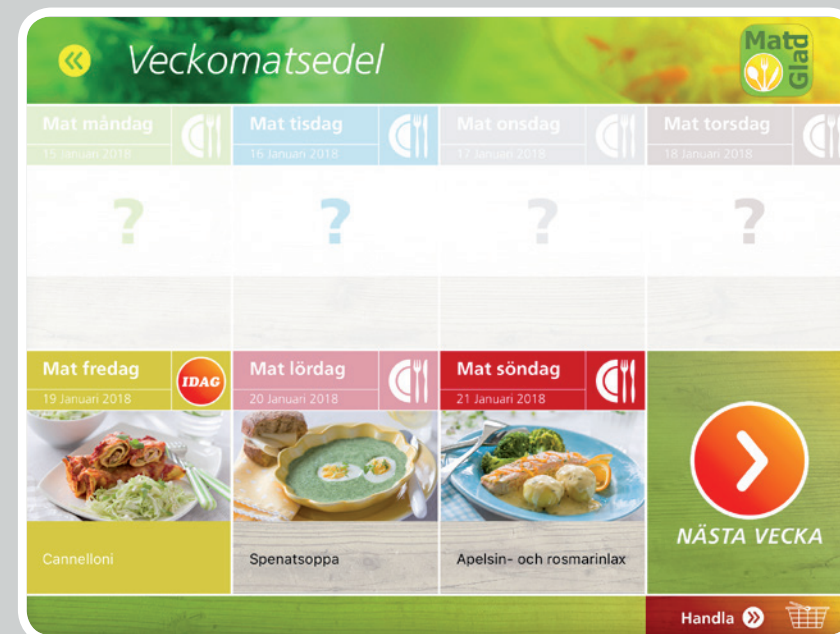 Veckomatsedel
Matd
Glad
Mat måndag
15 Januari 2018
Mat tisdag
16 Januari 2018
Mat onsdag
17 Januari 2018
Mat torsdag
18 Januari 2018
?
?
?
?
Mat fredag
19 Januari 2018
IDAG
Mat lördag
20 Januari 2018
Mat söndag
21 Januari 2018
NÄSTA VECKA
Cannelloni
Spenatsoppa
Apelsin- och rosmarinlax
Handla